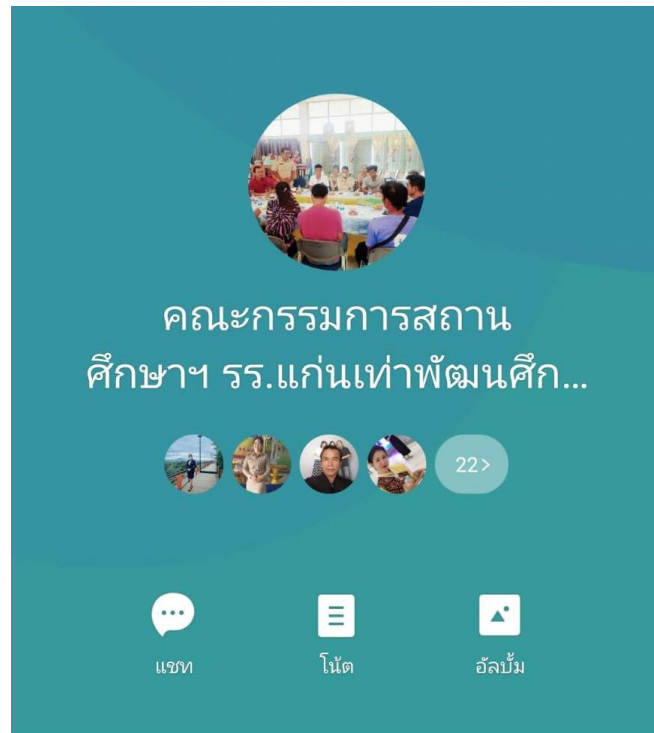 คณะกรรมการสถาน
ศึกษาฯ รร.แก่นเท่าพัฒนศึก...
22>
แชท
โน้ต
อัลบั้ม